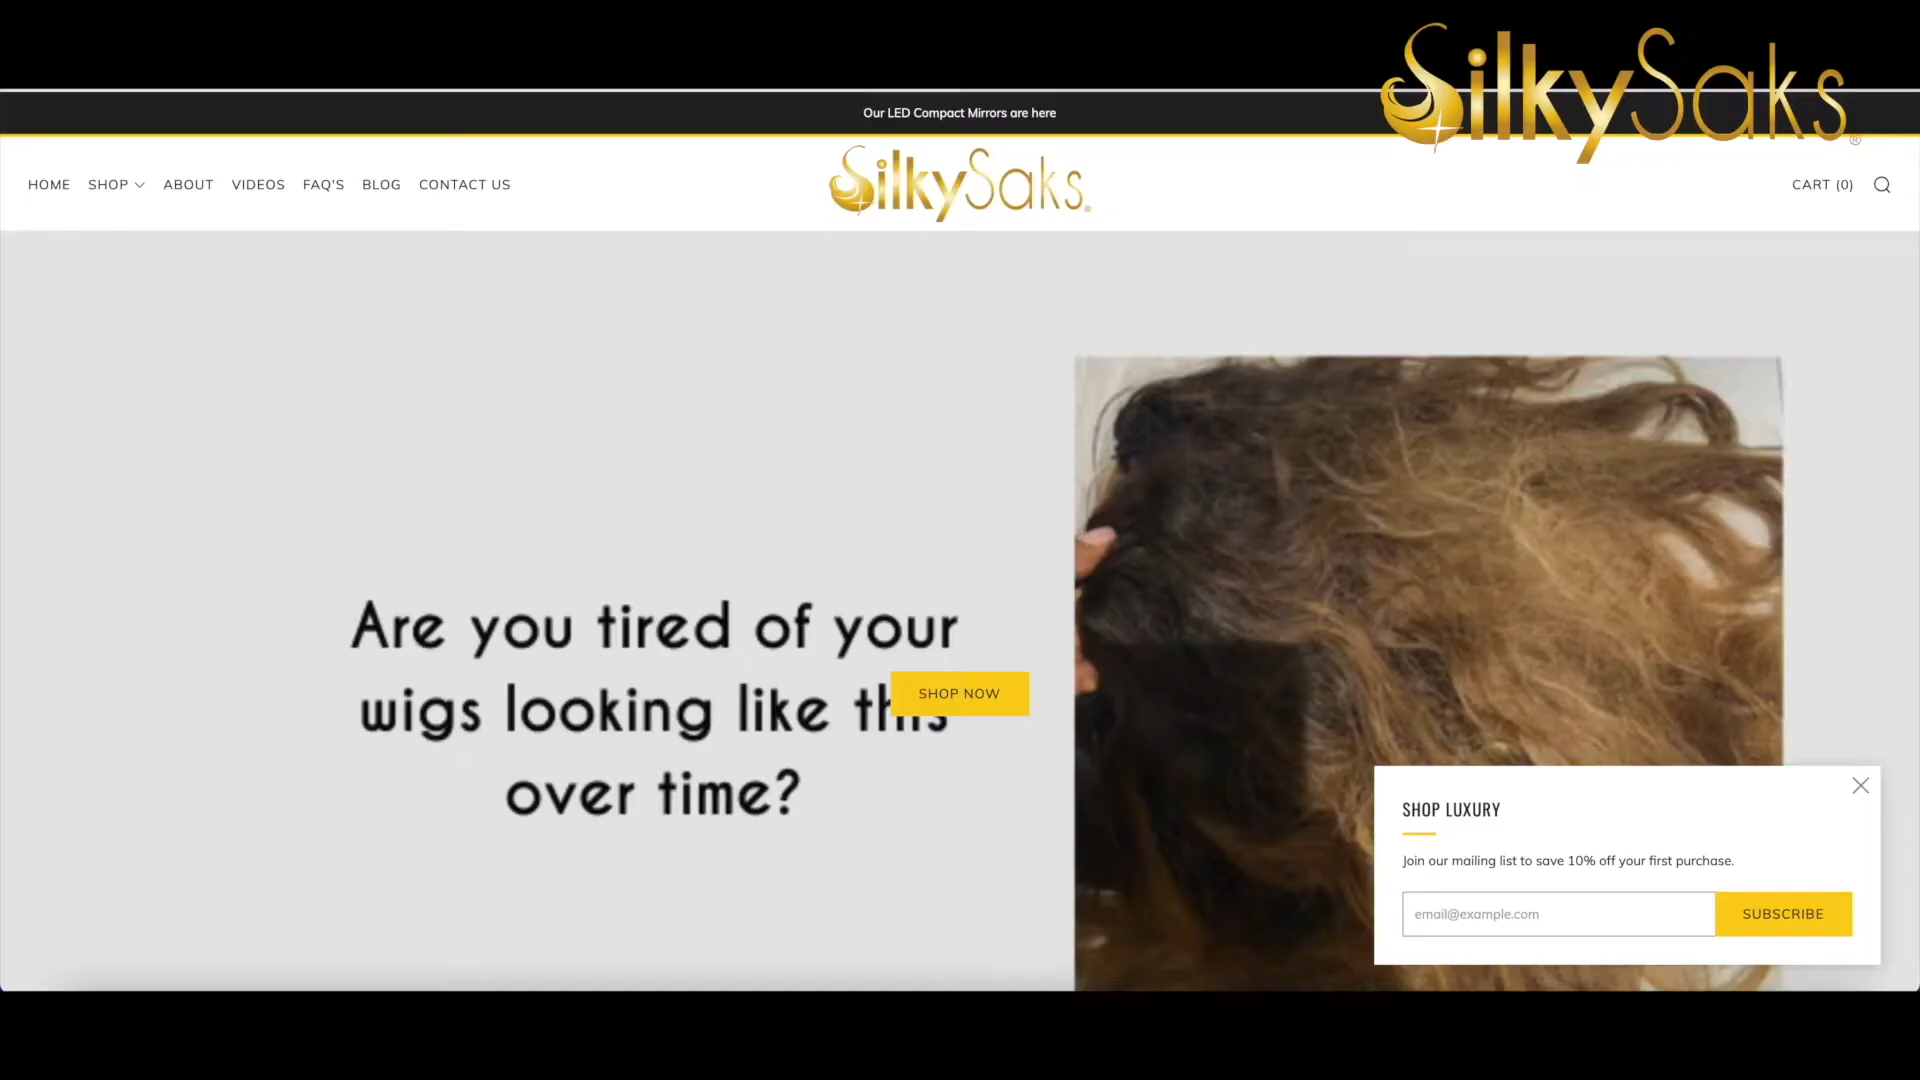 SilkySaks®
Our LED Compact Mirrors are here
HOME SHOP ABOUT VIDEOS FAQ'S BLOG CONTACT US
SilkySaks®
CART (0)
Are you tired of your
wigs looking like this
over time?
SHOP NOW
SHOP LUXURY
Join our mailing list to save 10% off your first purchase.
email@example.com
SUBSCRIBE